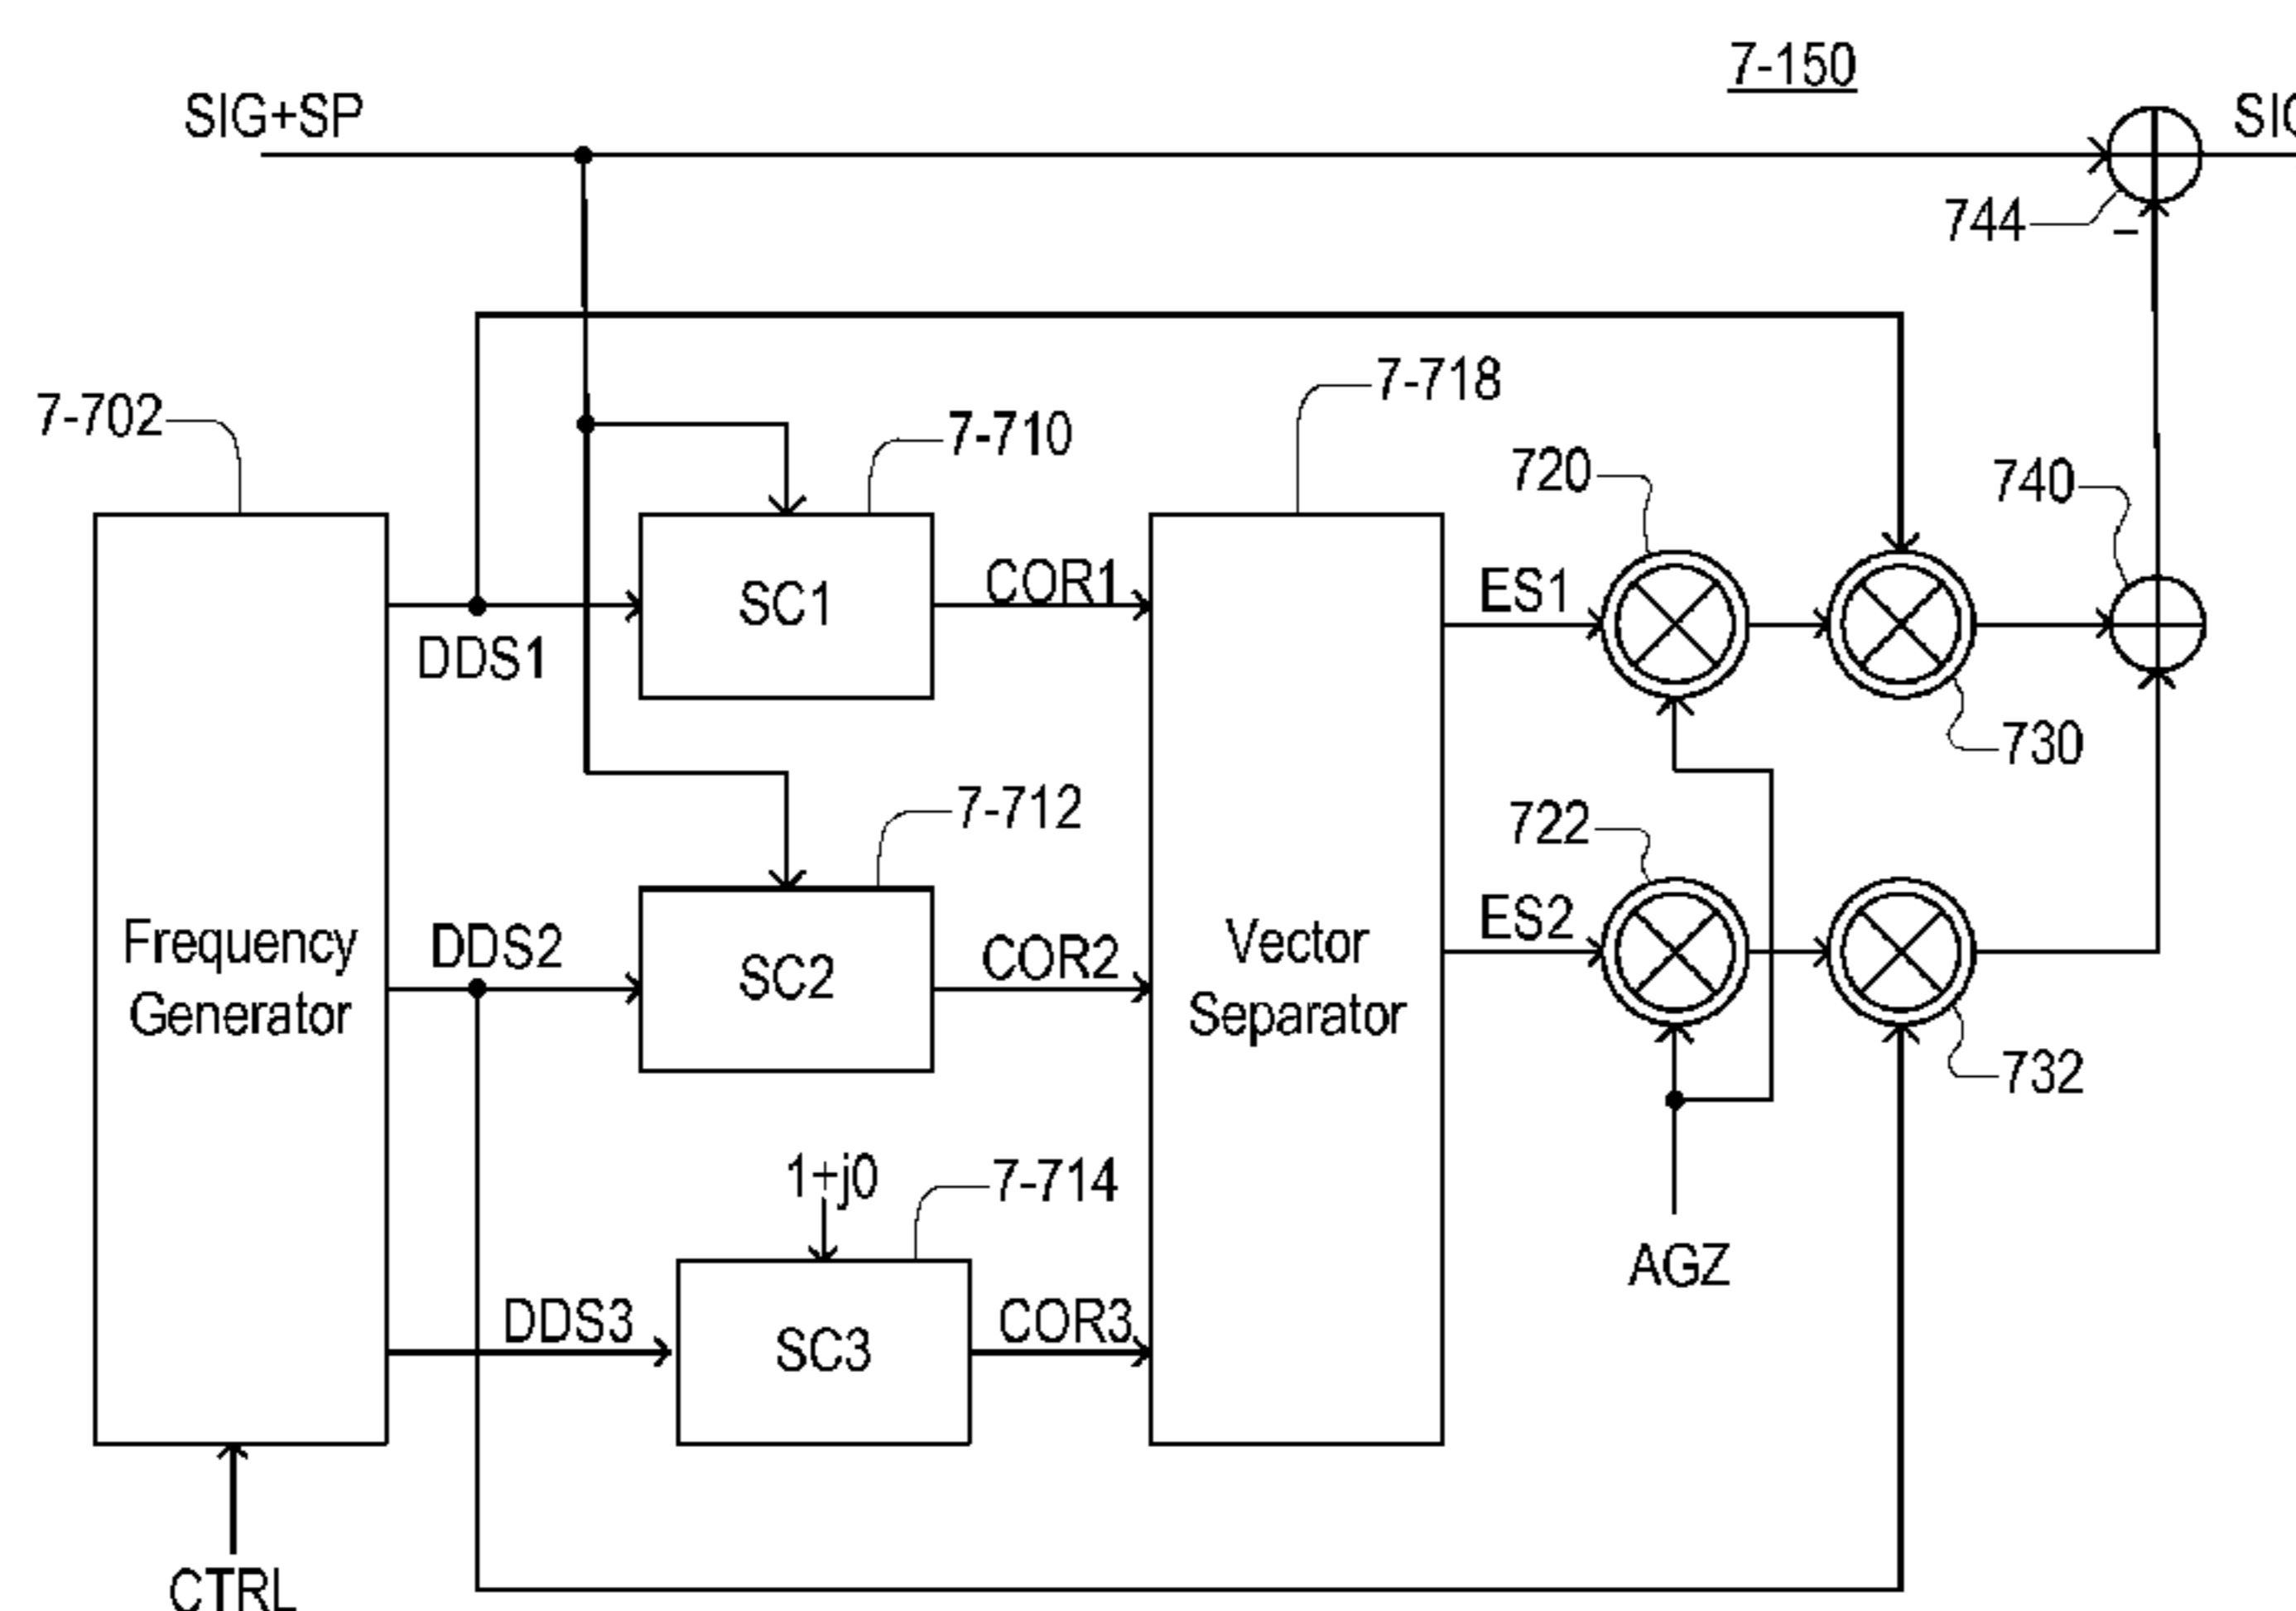 7-150
SIG+SP
744
–
7-702
7-710
7-718
720
740
SC1
COR1
ES1
DDS1
730
7-712
722
Frequency
Generator
DDS2
SC2
COR2
Vector
Separator
ES2
732
1+j0
7-714
AGZ
DDS3
SC3
COR3
CTRL